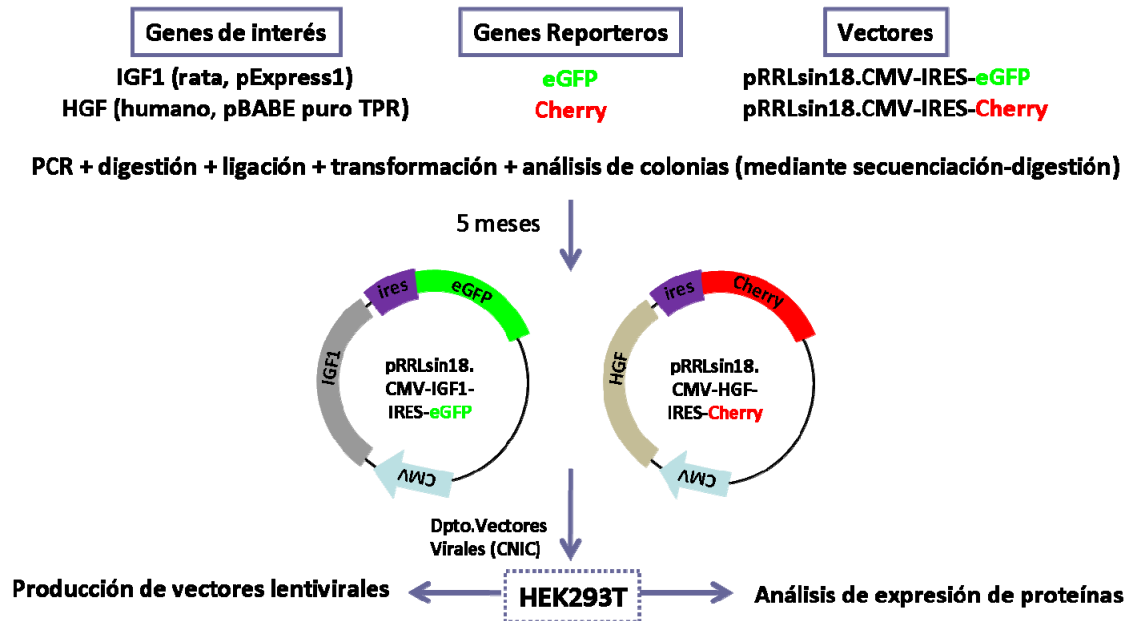 Genes de interés
Genes Reporteros
Vectores
IGF1 (rata, pExpress1)
eGFP
pRRLsin18.CMV-IRES-eGFP
HGF (humano, pBABE puro TPR)
Cherry
pRRLsin18.CMV-IRES-Cherry
PCR + digestión + ligación + transformación + análisis de colonias (mediante secuenciación-digestión)
5 meses
ires
eGFP
IGF1
pRRLsin18.
CMV-IGF1-
IRES-eGFP
CMV
ires
Cherry
HGF
pRRLsin18.
CMV-HGF-
IRES-Cherry
CMV
Dpto.Vectores
Virales (CNIC)
Producción de vectores lentivirales
HEK293T
Análisis de expresión de proteínas